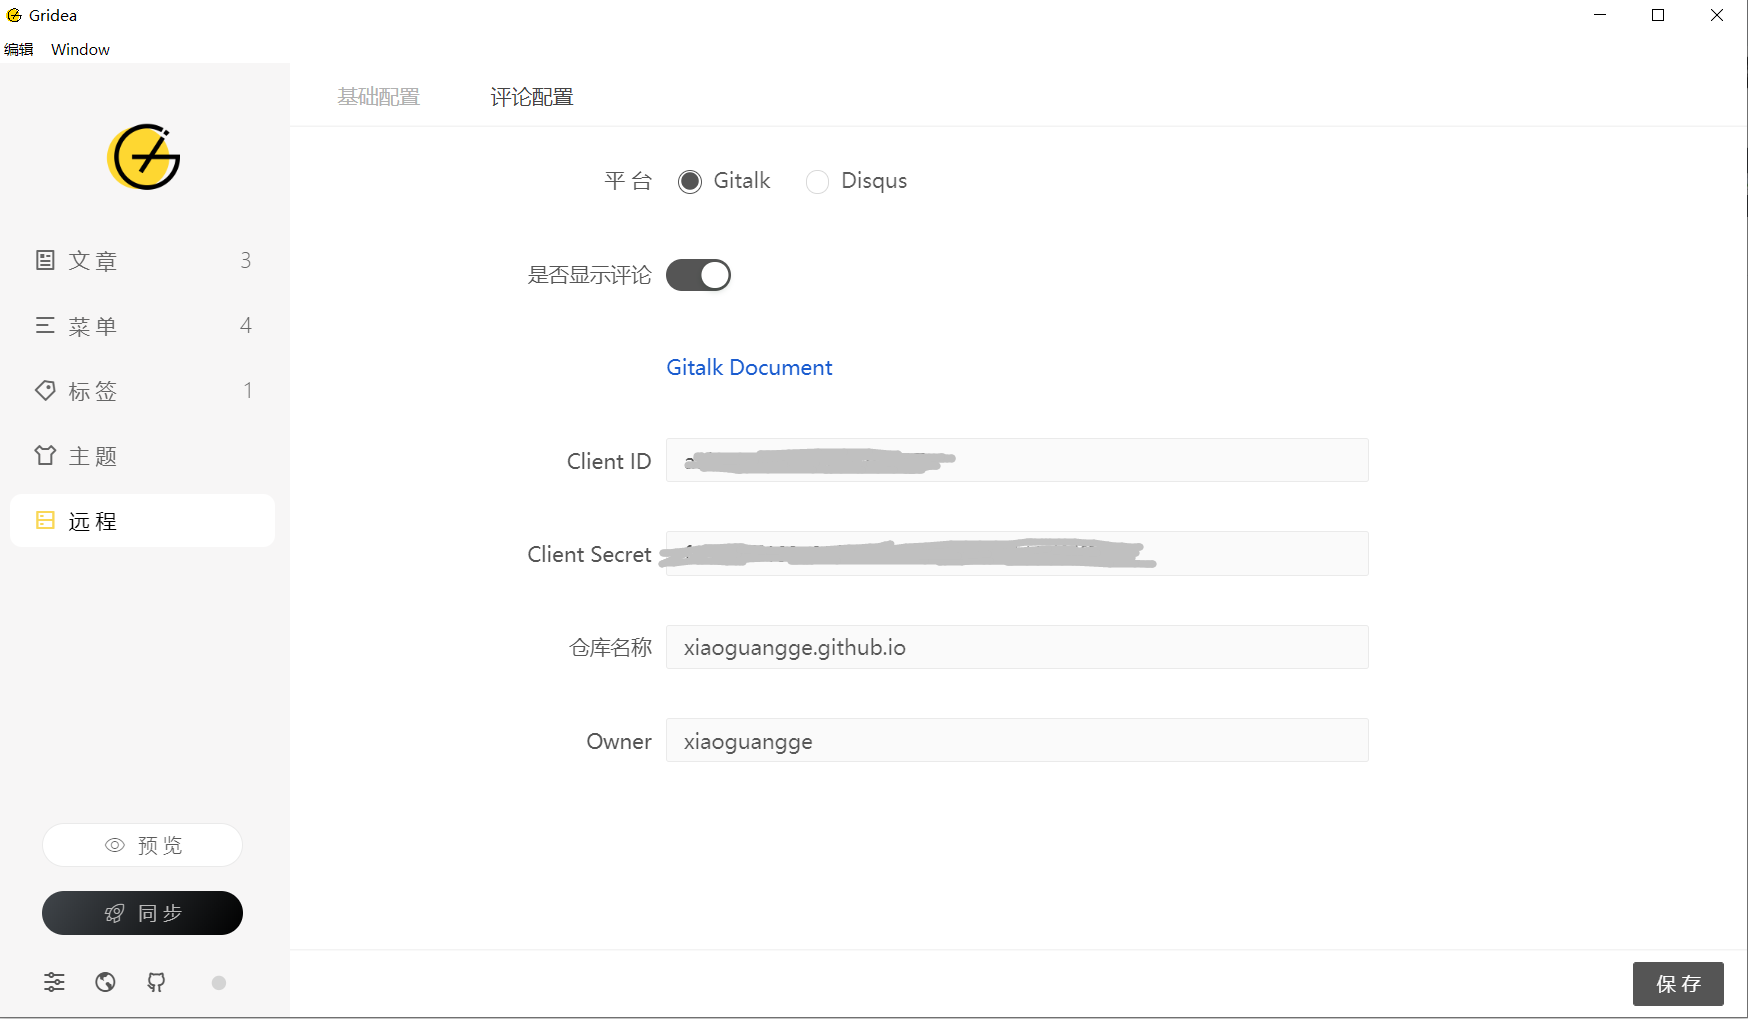 Gridea
编辑 Window
基础配置 评论配置
平台 Gitalk Disqus
文章 3
是否显示评论
菜单 4
Gitalk Document
标签 1
主题
Client ID
远程
Client Secret
仓库名称 xiaoguangge.github.io
Owner xiaoguangge
预览
同步
保存